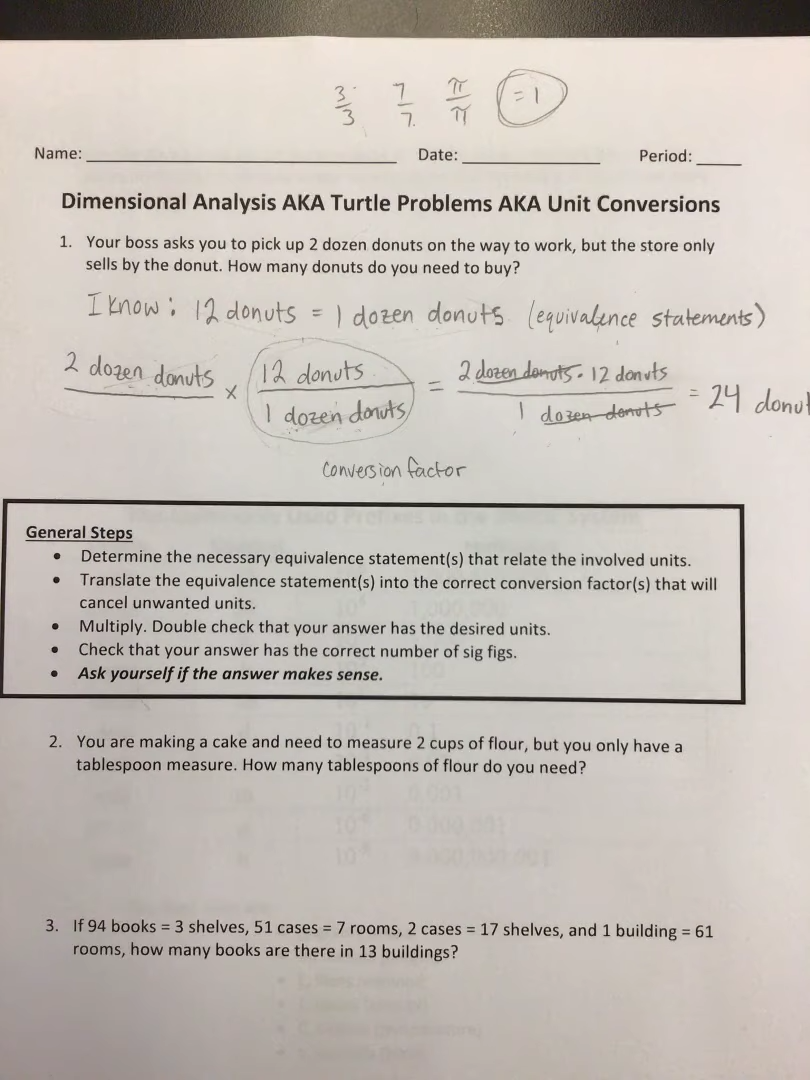 3/3 7/7 π/π =1
Name: Date: Period:
Dimensional Analysis AKA Turtle Problems AKA Unit Conversions
1. Your boss asks you to pick up 2 dozen donuts on the way to work, but the store only
sells by the donut. How many donuts do you need to buy?
I know: 12 donuts = 1 dozen donuts (equivalence statements)
2 dozen donuts × 12 donuts / 1 dozen donuts = 2 dozen donuts · 12 donuts / 1 dozen donuts = 24 donut
conversion factor
General Steps
• Determine the necessary equivalence statement(s) that relate the involved units.
• Translate the equivalence statement(s) into the correct conversion factor(s) that will
cancel unwanted units.
• Multiply. Double check that your answer has the desired units.
• Check that your answer has the correct number of sig figs.
• Ask yourself if the answer makes sense.
2. You are making a cake and need to measure 2 cups of flour, but you only have a
tablespoon measure. How many tablespoons of flour do you need?
3. If 94 books = 3 shelves, 51 cases = 7 rooms, 2 cases = 17 shelves, and 1 building = 61
rooms, how many books are there in 13 buildings?